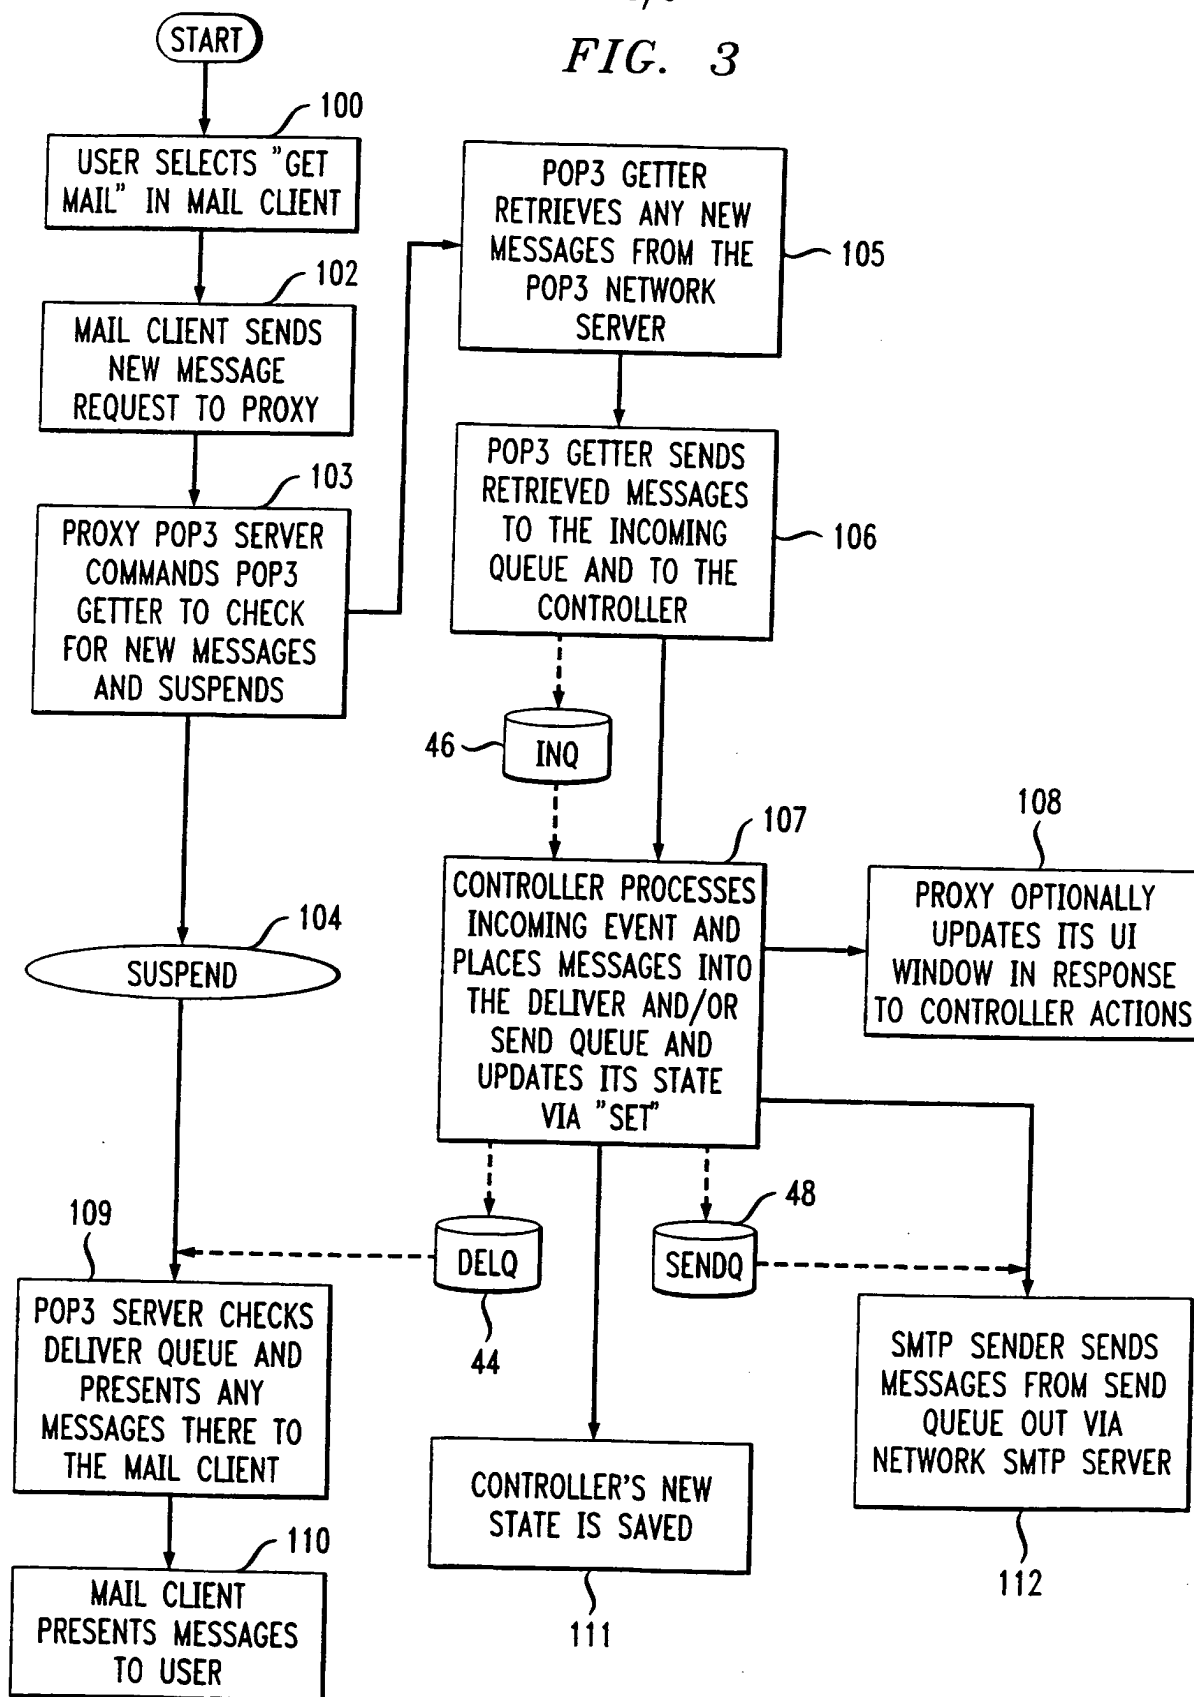 FIG. 3
START
100
USER SELECTS "GET
MAIL" IN MAIL CLIENT
102
MAIL CLIENT SENDS
NEW MESSAGE
REQUEST TO PROXY
103
PROXY POP3 SERVER
COMMANDS POP3
GETTER TO CHECK
FOR NEW MESSAGES
AND SUSPENDS
104
SUSPEND
POP3 GETTER
RETRIEVES ANY NEW
MESSAGES FROM THE
POP3 NETWORK
SERVER
105
POP3 GETTER SENDS
RETRIEVED MESSAGES
TO THE INCOMING
QUEUE AND TO THE
CONTROLLER
106
46
INQ
107
CONTROLLER PROCESSES
INCOMING EVENT AND
PLACES MESSAGES INTO
THE DELIVER AND/OR
SEND QUEUE AND
UPDATES ITS STATE
VIA "SET"
108
PROXY OPTIONALLY
UPDATES ITS UI
WINDOW IN RESPONSE
TO CONTROLLER ACTIONS
DELQ
44
48
SENDQ
109
POP3 SERVER CHECKS
DELIVER QUEUE AND
PRESENTS ANY
MESSAGES THERE TO
THE MAIL CLIENT
110
MAIL CLIENT
PRESENTS MESSAGES
TO USER
CONTROLLER'S NEW
STATE IS SAVED
111
SMTP SENDER SENDS
MESSAGES FROM SEND
QUEUE OUT VIA
NETWORK SMTP SERVER
112